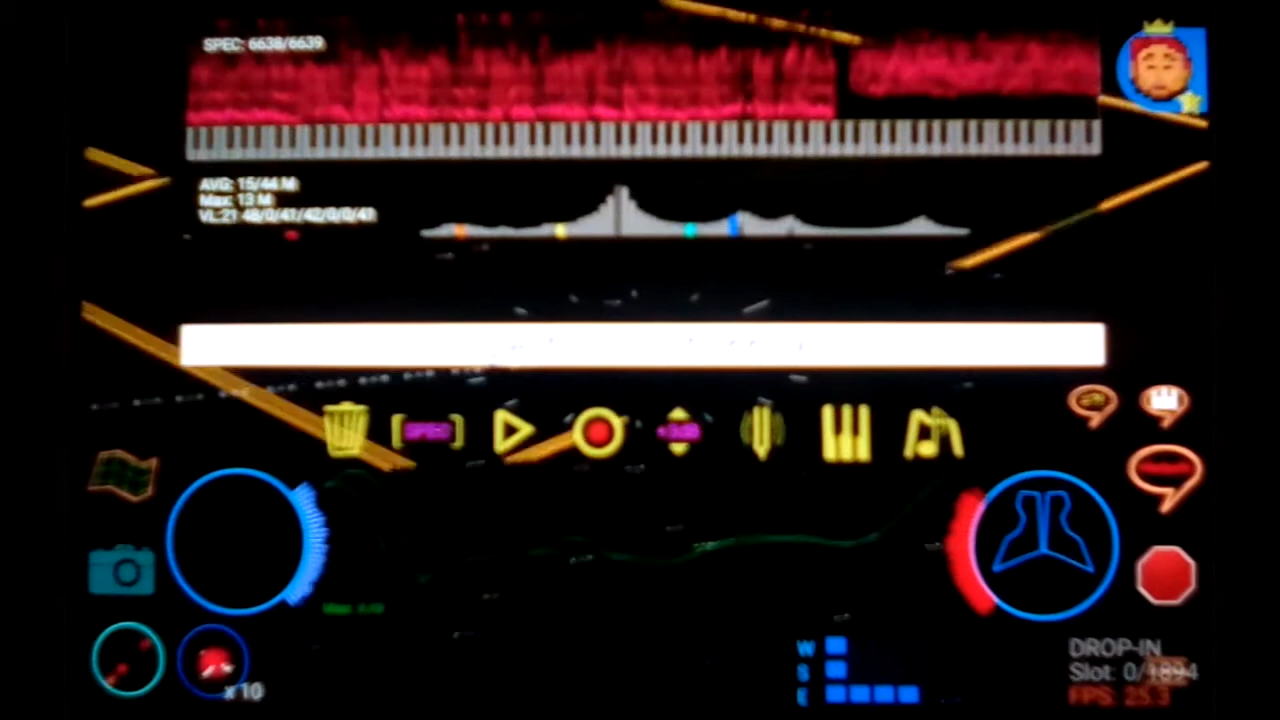 SPEC: 6638/6639
AVG: 15/44 M
Max: 13 M
VL:21 48/0/41/42/0/0/41
[SPEC]
x 10
W
S
E
DROP-IN
Slot: 0/1894
FPS: 25.3